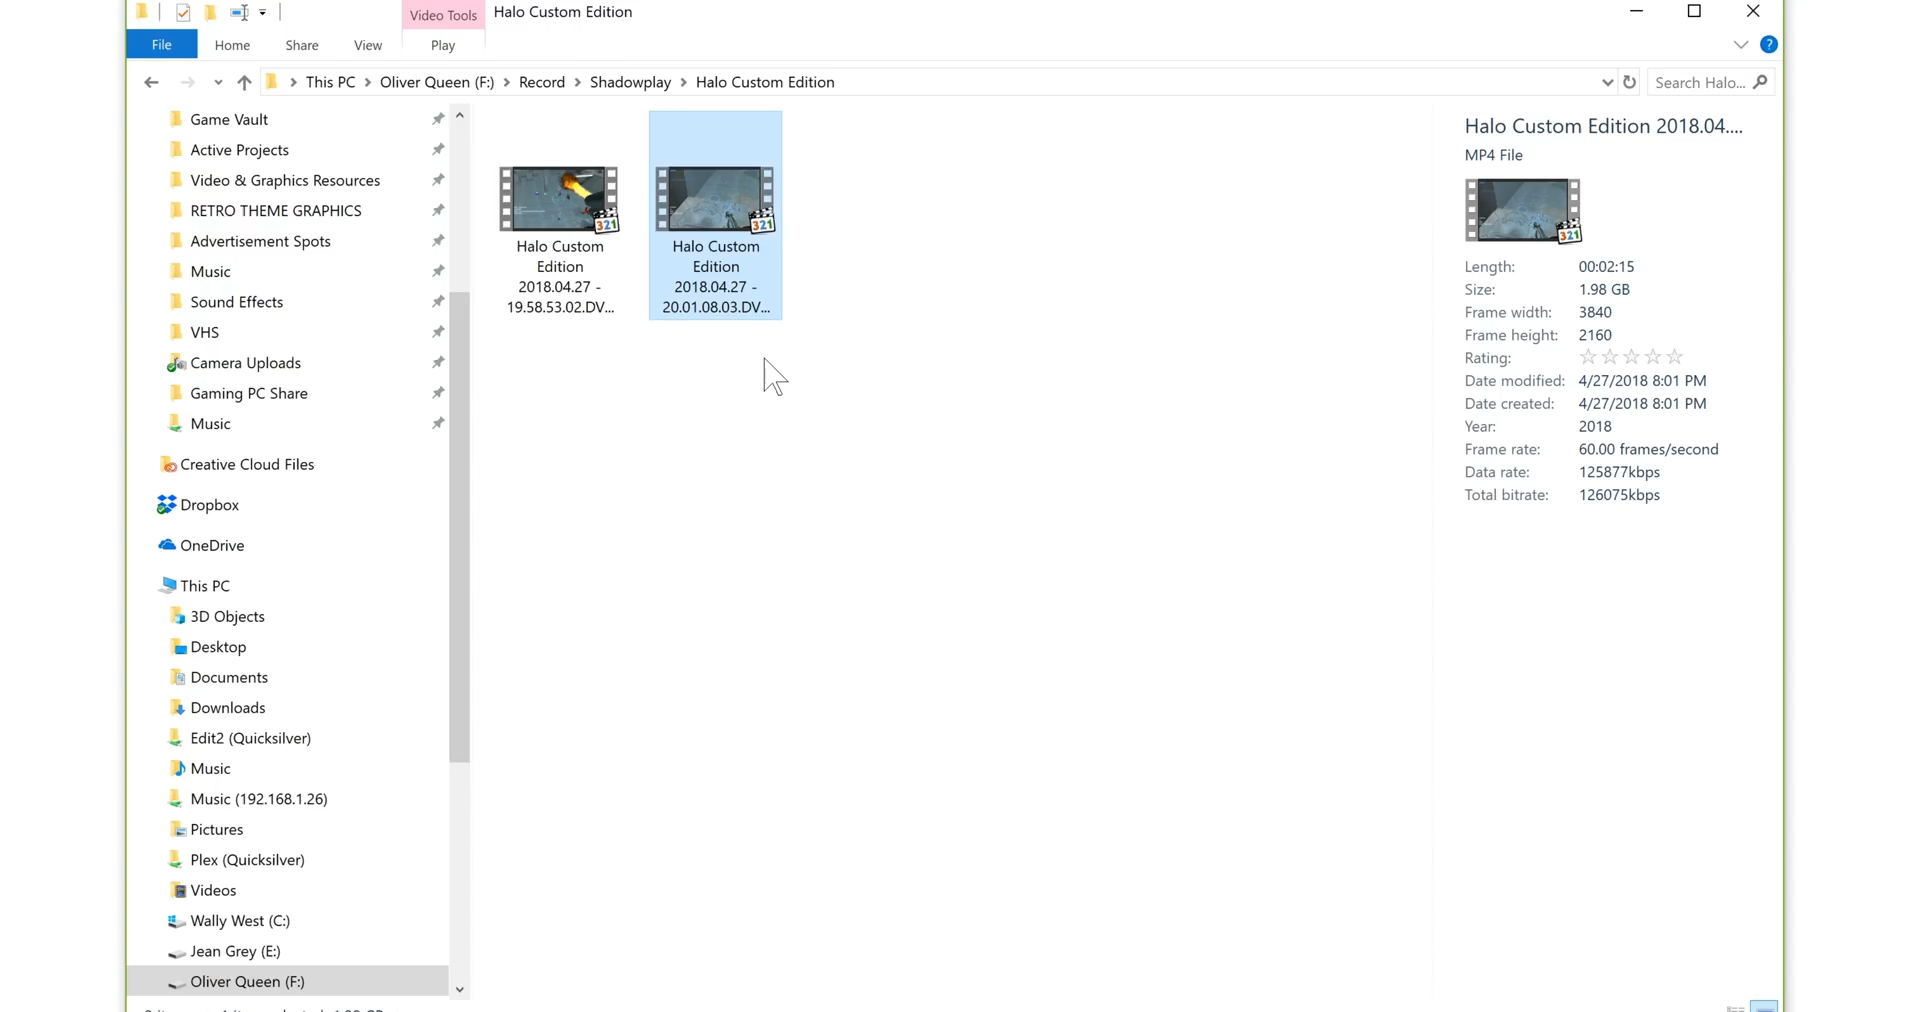 Video Tools
Halo Custom Edition
File
Home
Share
View
Play
This PC
Oliver Queen (F:)
Record
Shadowplay
Halo Custom Edition
Search Halo...
Game Vault
Active Projects
Video & Graphics Resources
RETRO THEME GRAPHICS
Advertisement Spots
Music
Sound Effects
VHS
Camera Uploads
Gaming PC Share
Music
Creative Cloud Files
Dropbox
OneDrive
This PC
3D Objects
Desktop
Documents
Downloads
Edit2 (Quicksilver)
Music
Music (192.168.1.26)
Pictures
Plex (Quicksilver)
Videos
Wally West (C:)
Jean Grey (E:)
Oliver Queen (F:)
321
Halo Custom
Edition
2018.04.27 -
19.58.53.02.DV...
321
Halo Custom
Edition
2018.04.27 -
20.01.08.03.DV...
Halo Custom Edition 2018.04....
MP4 File
321
Length: 00:02:15
Size: 1.98 GB
Frame width: 3840
Frame height: 2160
Rating:
Date modified: 4/27/2018 8:01 PM
Date created: 4/27/2018 8:01 PM
Year: 2018
Frame rate: 60.00 frames/second
Data rate: 125877kbps
Total bitrate: 126075kbps